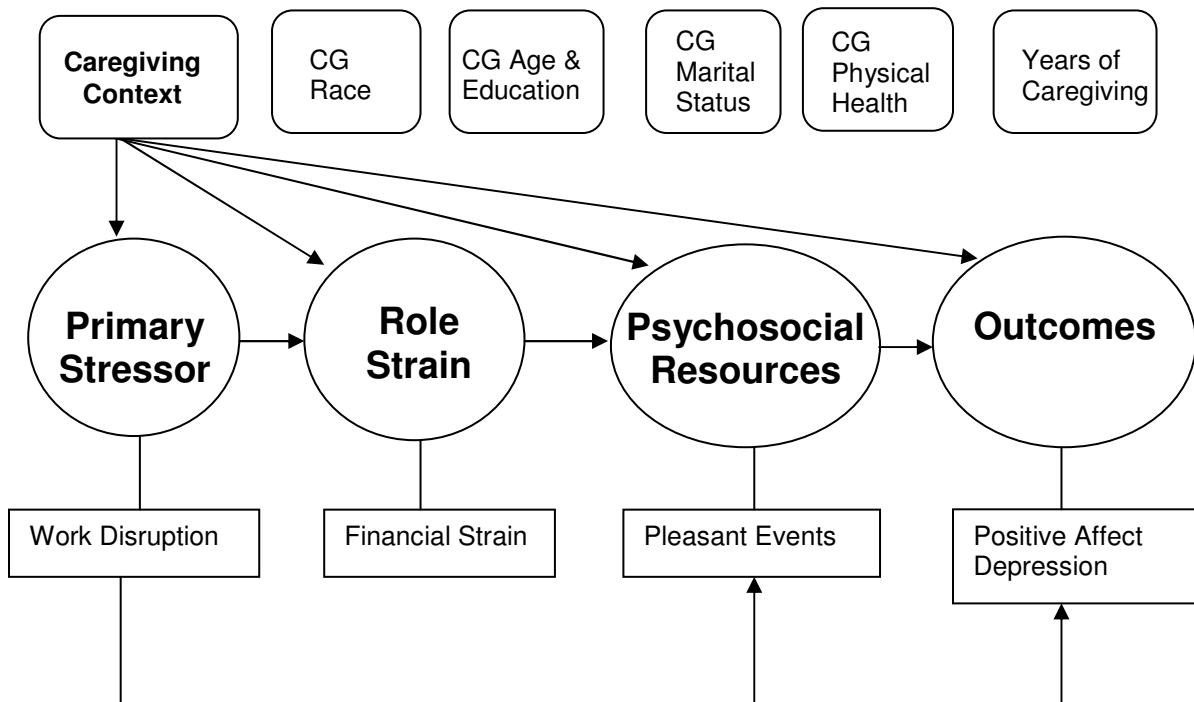 Caregiving
Context
CG
Race
CG Age &
Education
CG
Marital
Status
CG
Physical
Health
Years of
Caregiving
Primary
Stressor
Role
Strain
Psychosocial
Resources
Outcomes
Work Disruption
Financial Strain
Pleasant Events
Positive Affect
Depression